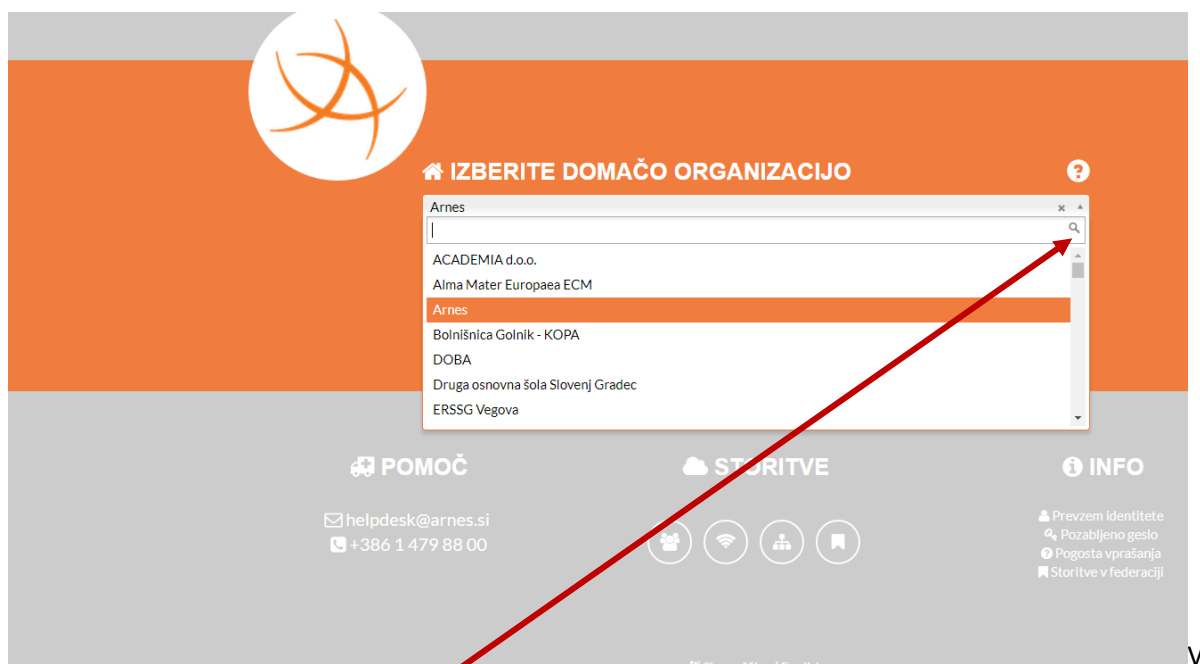 IZBERITE DOMAČO ORGANIZACIJO
Arnes
ACADEMIA d.o.o.
Alma Mater Europaea ECM
Arnes
Bolnišnica Golnik - KOPA
DOBA
Druga osnovna šola Slovenj Gradec
ERSSG Vegova
POMOČ
helpdesk@arnes.si
+386 1 479 88 00
STORITVE
INFO
Prevzem identitete
Pozabljeno geslo
Pogosta vprašanja
Storitve v federaciji